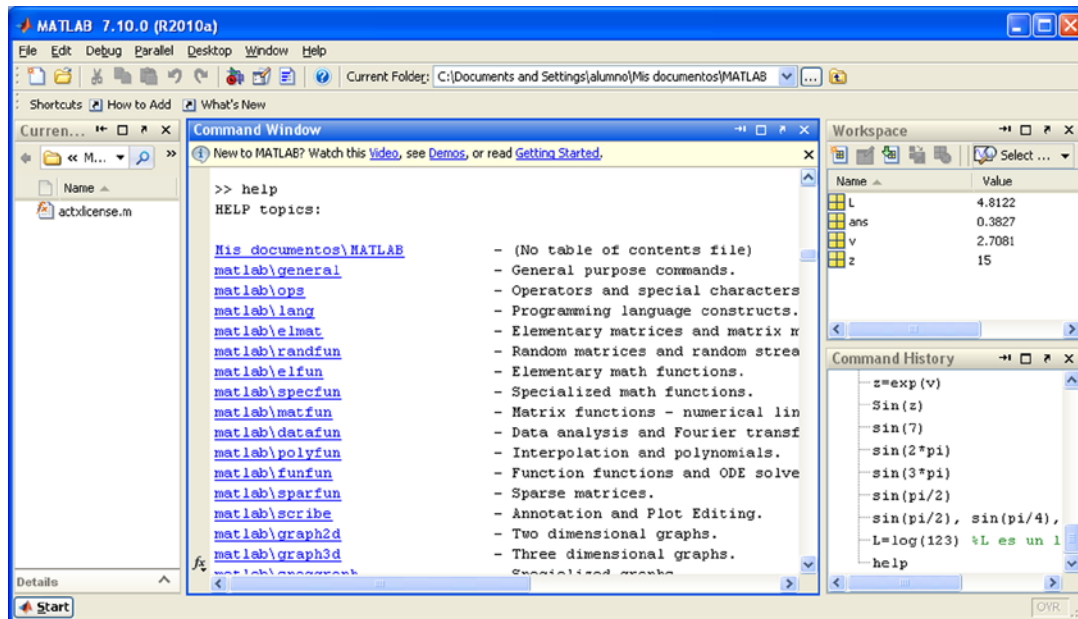 MATLAB 7.10.0 (R2010a)
File Edit Debug Parallel Desktop Window Help
Current Folder: C:\Documents and Settings\alumno\Mis documentos\MATLAB
Shortcuts How to Add What's New
Curren...
« M...
Name
actxlicense.m
Details
Command Window
New to MATLAB? Watch this Video, see Demos, or read Getting Started.
>> help
HELP topics:
Mis documentos\MATLAB - (No table of contents file)
matlab\general - General purpose commands.
matlab\ops - Operators and special characters
matlab\lang - Programming language constructs.
matlab\elmat - Elementary matrices and matrix m
matlab\randfun - Random matrices and random strea
matlab\elfun - Elementary math functions.
matlab\specfun - Specialized math functions.
matlab\matfun - Matrix functions - numerical lin
matlab\datafun - Data analysis and Fourier transf
matlab\polyfun - Interpolation and polynomials.
matlab\funfun - Function functions and ODE solve
matlab\sparfun - Sparse matrices.
matlab\scribe - Annotation and Plot Editing.
matlab\graph2d - Two dimensional graphs.
matlab\graph3d - Three dimensional graphs.
fx
Workspace
Select ...
Name Value
L 4.8122
ans 0.3827
v 2.7081
z 15
Command History
z=exp(v)
Sin(z)
sin(7)
sin(2*pi)
sin(3*pi)
sin(pi/2)
sin(pi/2), sin(pi/4),
L=log(123) %L es un l
help
Start
OVR